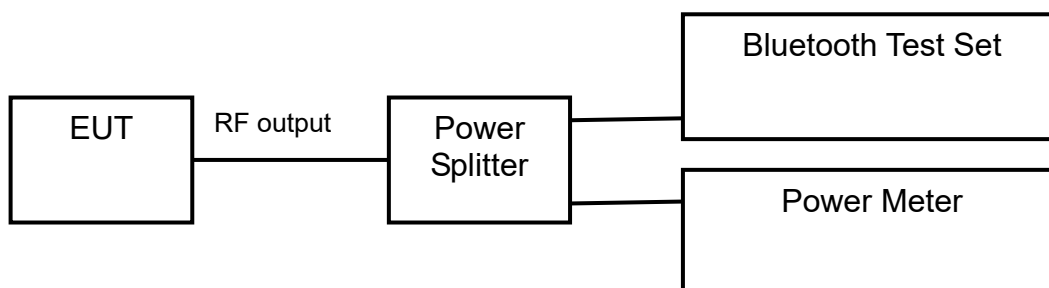 EUT
RF output
Power
Splitter
Bluetooth Test Set
Power Meter